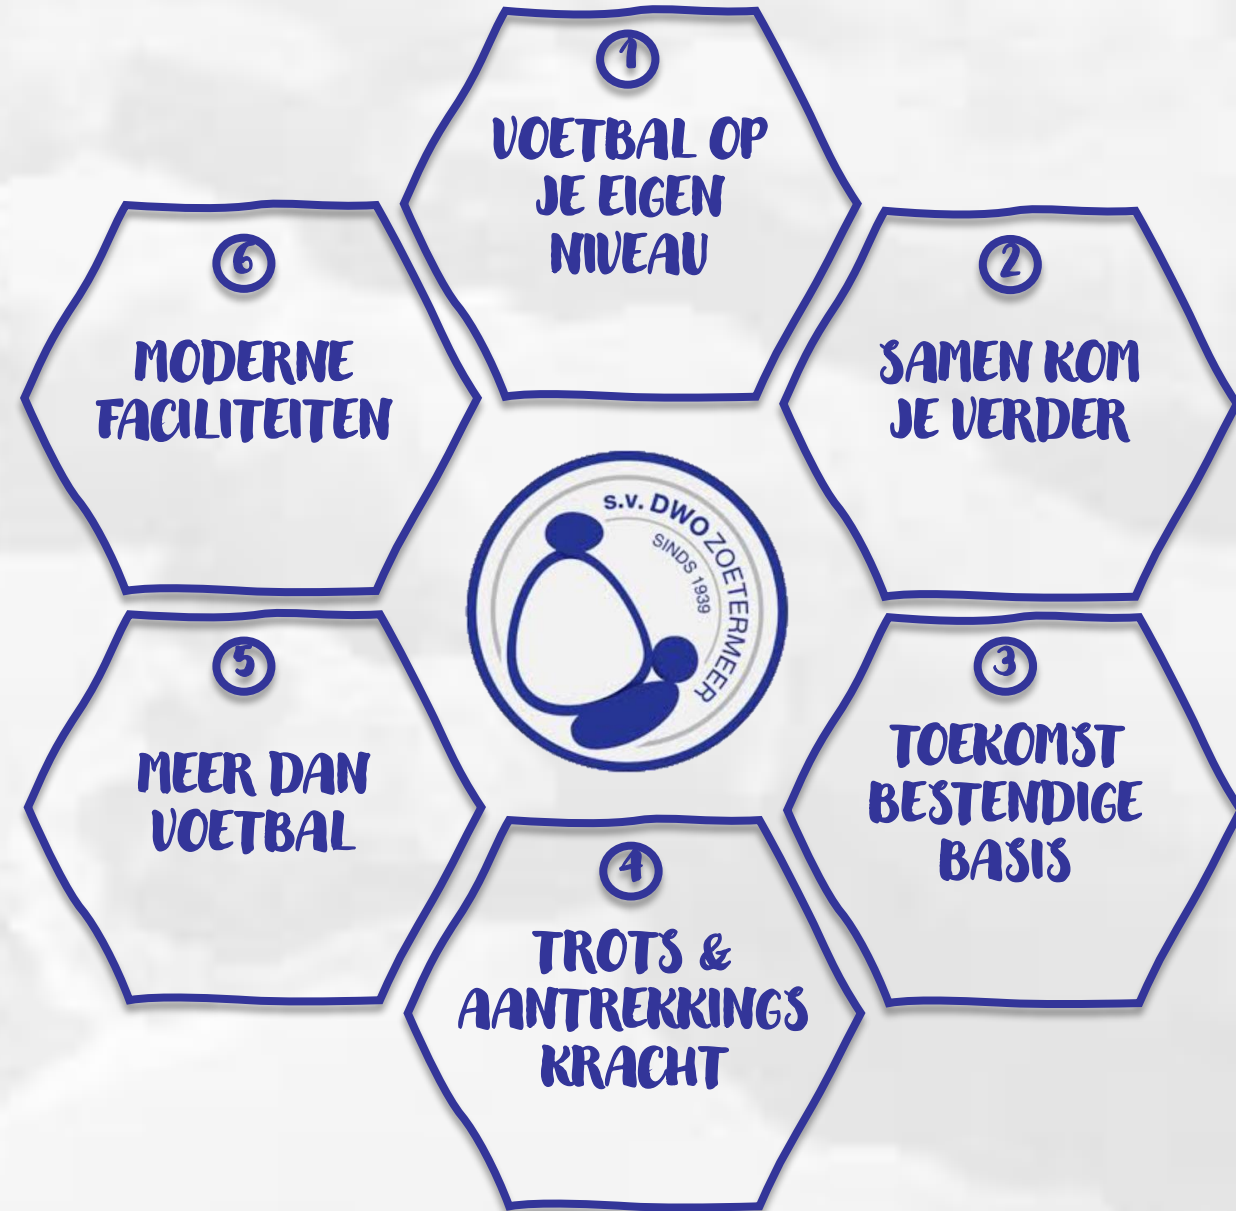 1
VOETBAL OP
JE EIGEN
NIVEAU
2
SAMEN KOM
JE VERDER
3
TOEKOMST
BESTENDIGE
BASIS
4
TROTS &
AANTREKKINGS
KRACHT
5
MEER DAN
VOETBAL
6
MODERNE
FACILITEITEN
s.v. DWO ZOETERMEER
SINDS 1939